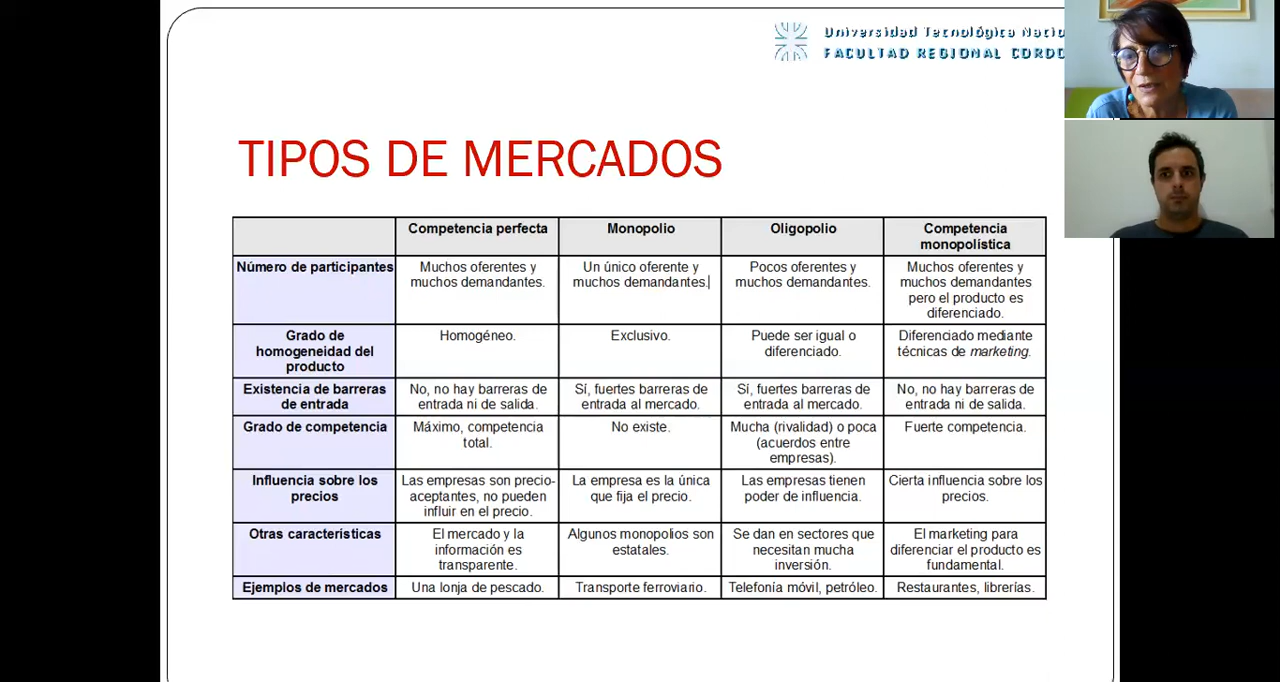 Universidad Tecnológica Nacio
FACULTAD REGIONAL CORDO
TIPOS DE MERCADOS
Competencia perfecta
Monopolio
Oligopolio
Competencia
monopolística
Número de participantes
Muchos oferentes y
muchos demandantes.
Un único oferente y
muchos demandantes.
Pocos oferentes y
muchos demandantes.
Muchos oferentes y
muchos demandantes
pero el producto es
diferenciado.
Grado de
homogeneidad del
producto
Homogéneo.
Exclusivo.
Puede ser igual o
diferenciado.
Diferenciado mediante
técnicas de marketing.
Existencia de barreras
de entrada
No, no hay barreras de
entrada ni de salida.
Sí, fuertes barreras de
entrada al mercado.
Sí, fuertes barreras de
entrada al mercado.
No, no hay barreras de
entrada ni de salida.
Grado de competencia
Máximo, competencia
total.
No existe.
Mucha (rivalidad) o poca
(acuerdos entre
empresas).
Fuerte competencia.
Influencia sobre los
precios
Las empresas son precio-
aceptantes, no pueden
influir en el precio.
La empresa es la única
que fija el precio.
Las empresas tienen
poder de influencia.
Cierta influencia sobre los
precios.
Otras características
El mercado y la
información es
transparente.
Algunos monopolios son
estatales.
Se dan en sectores que
necesitan mucha
inversión.
El marketing para
diferenciar el producto es
fundamental.
Ejemplos de mercados
Una lonja de pescado.
Transporte ferroviario.
Telefonía móvil, petróleo.
Restaurantes, librerías.